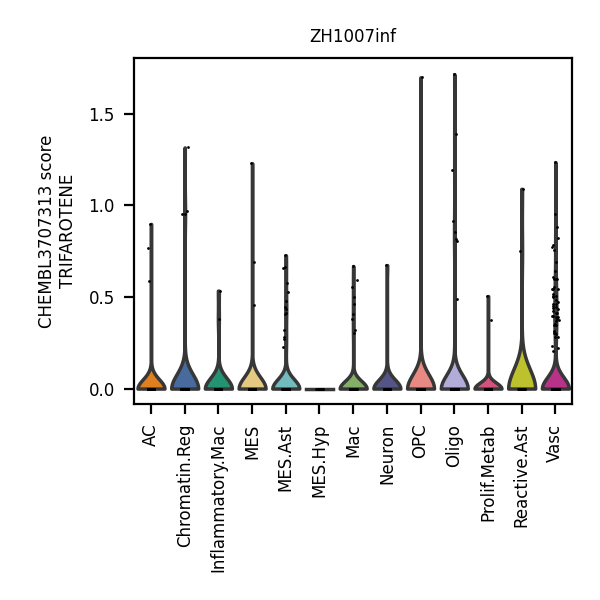 ZH1007inf
CHEMBL3707313 score
TRIFAROTENE
1.5
1.0
0.5
0.0
AC
Chromatin.Reg
Inflammatory.Mac
MES
MES.Ast
MES.Hyp
Mac
Neuron
OPC
Oligo
Prolif.Metab
Reactive.Ast
Vasc